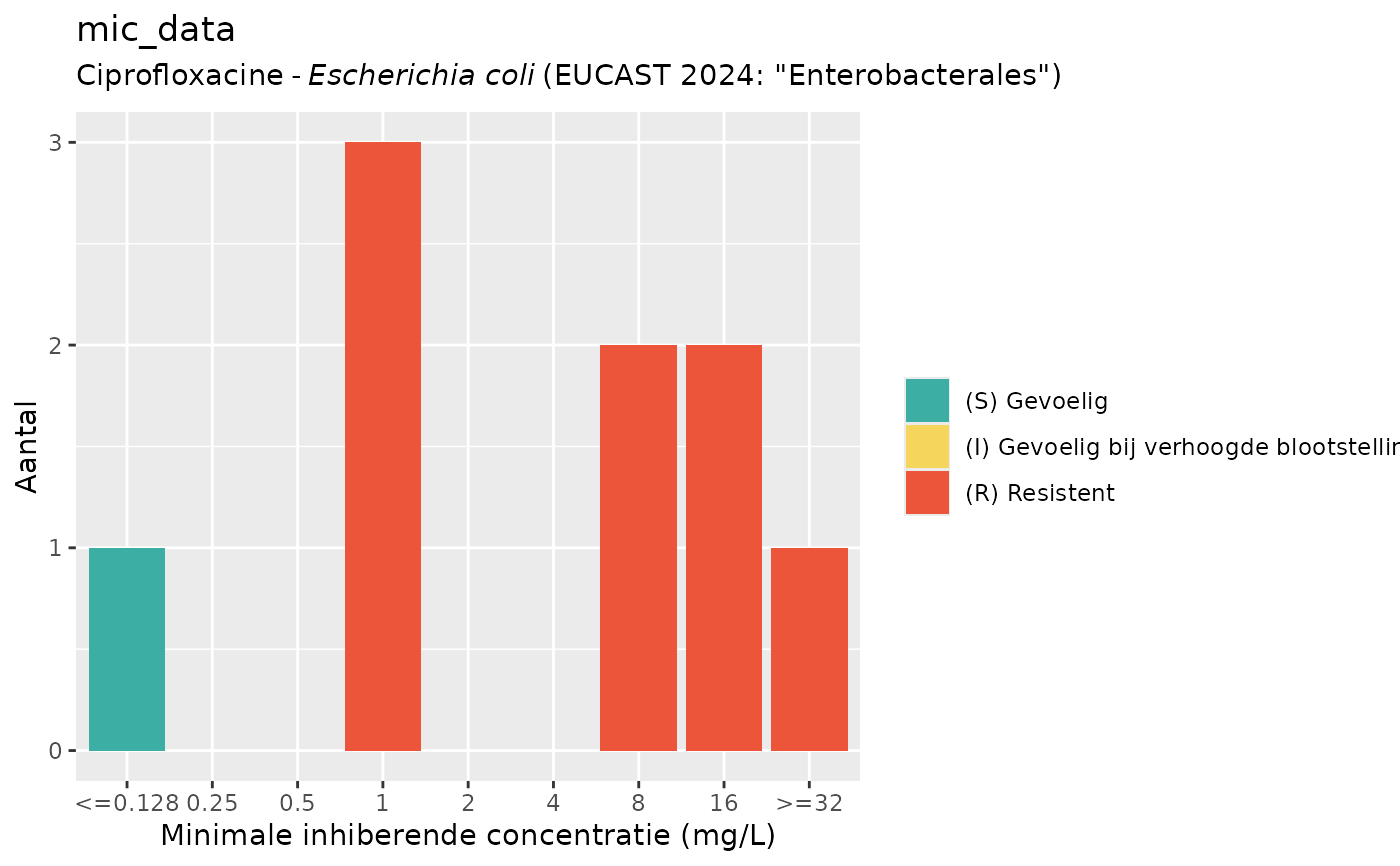 mic_data
Ciprofloxacine - Escherichia coli (EUCAST 2024: "Enterobacterales")
3
2
1
0
Aantal
<=0.128 0.25 0.5 1 2 4 8 16 >=32
Minimale inhiberende concentratie (mg/L)
(S) Gevoelig
(I) Gevoelig bij verhoogde
(R) Resistent